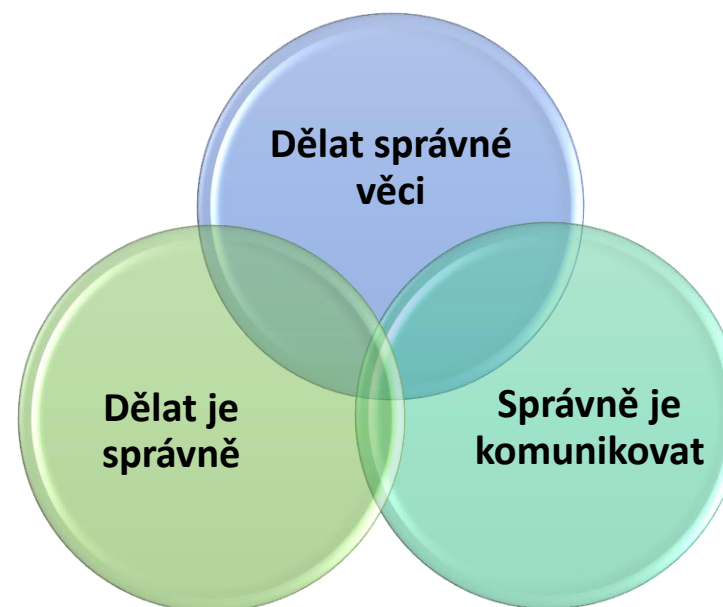 Dělat správné
věci
Dělat je
správně
Správně je
komunikovat